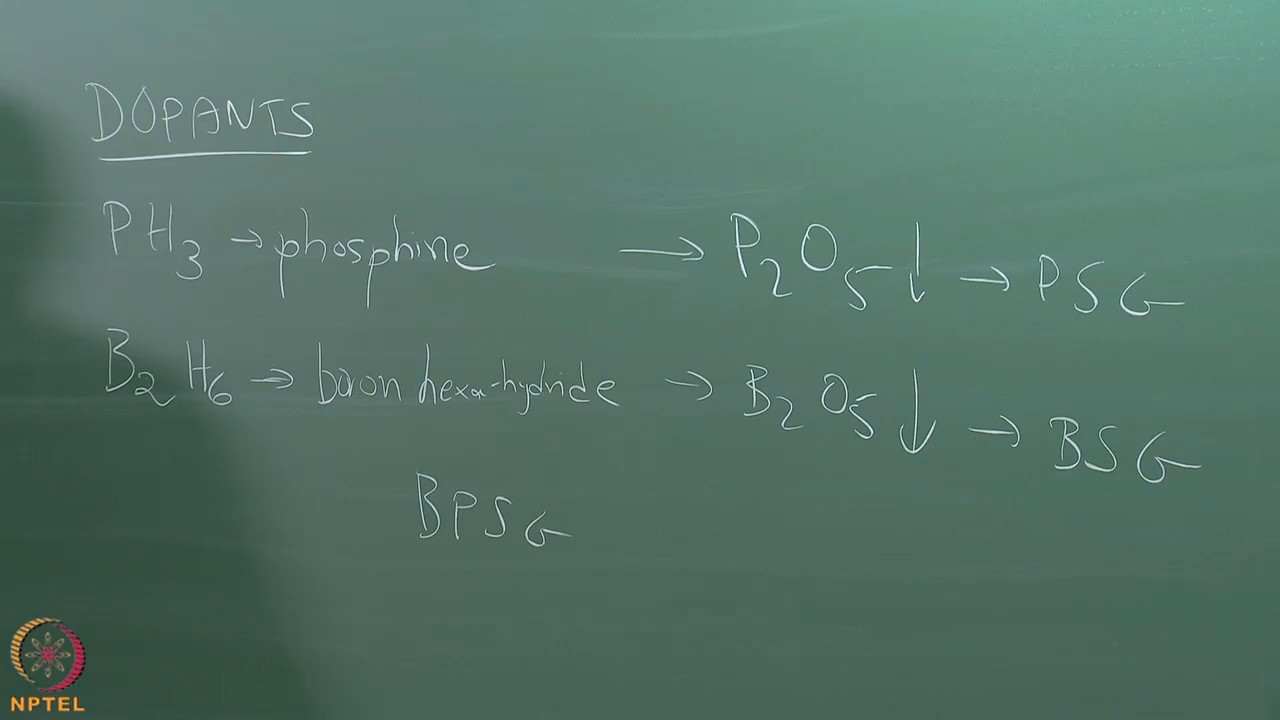 DOPANTS
PH3 → phosphine → P2O5 ↓ → PSG
B2H6 → boron hexa-hydride → B2O5 ↓ → BSG
BPSG
NPTEL